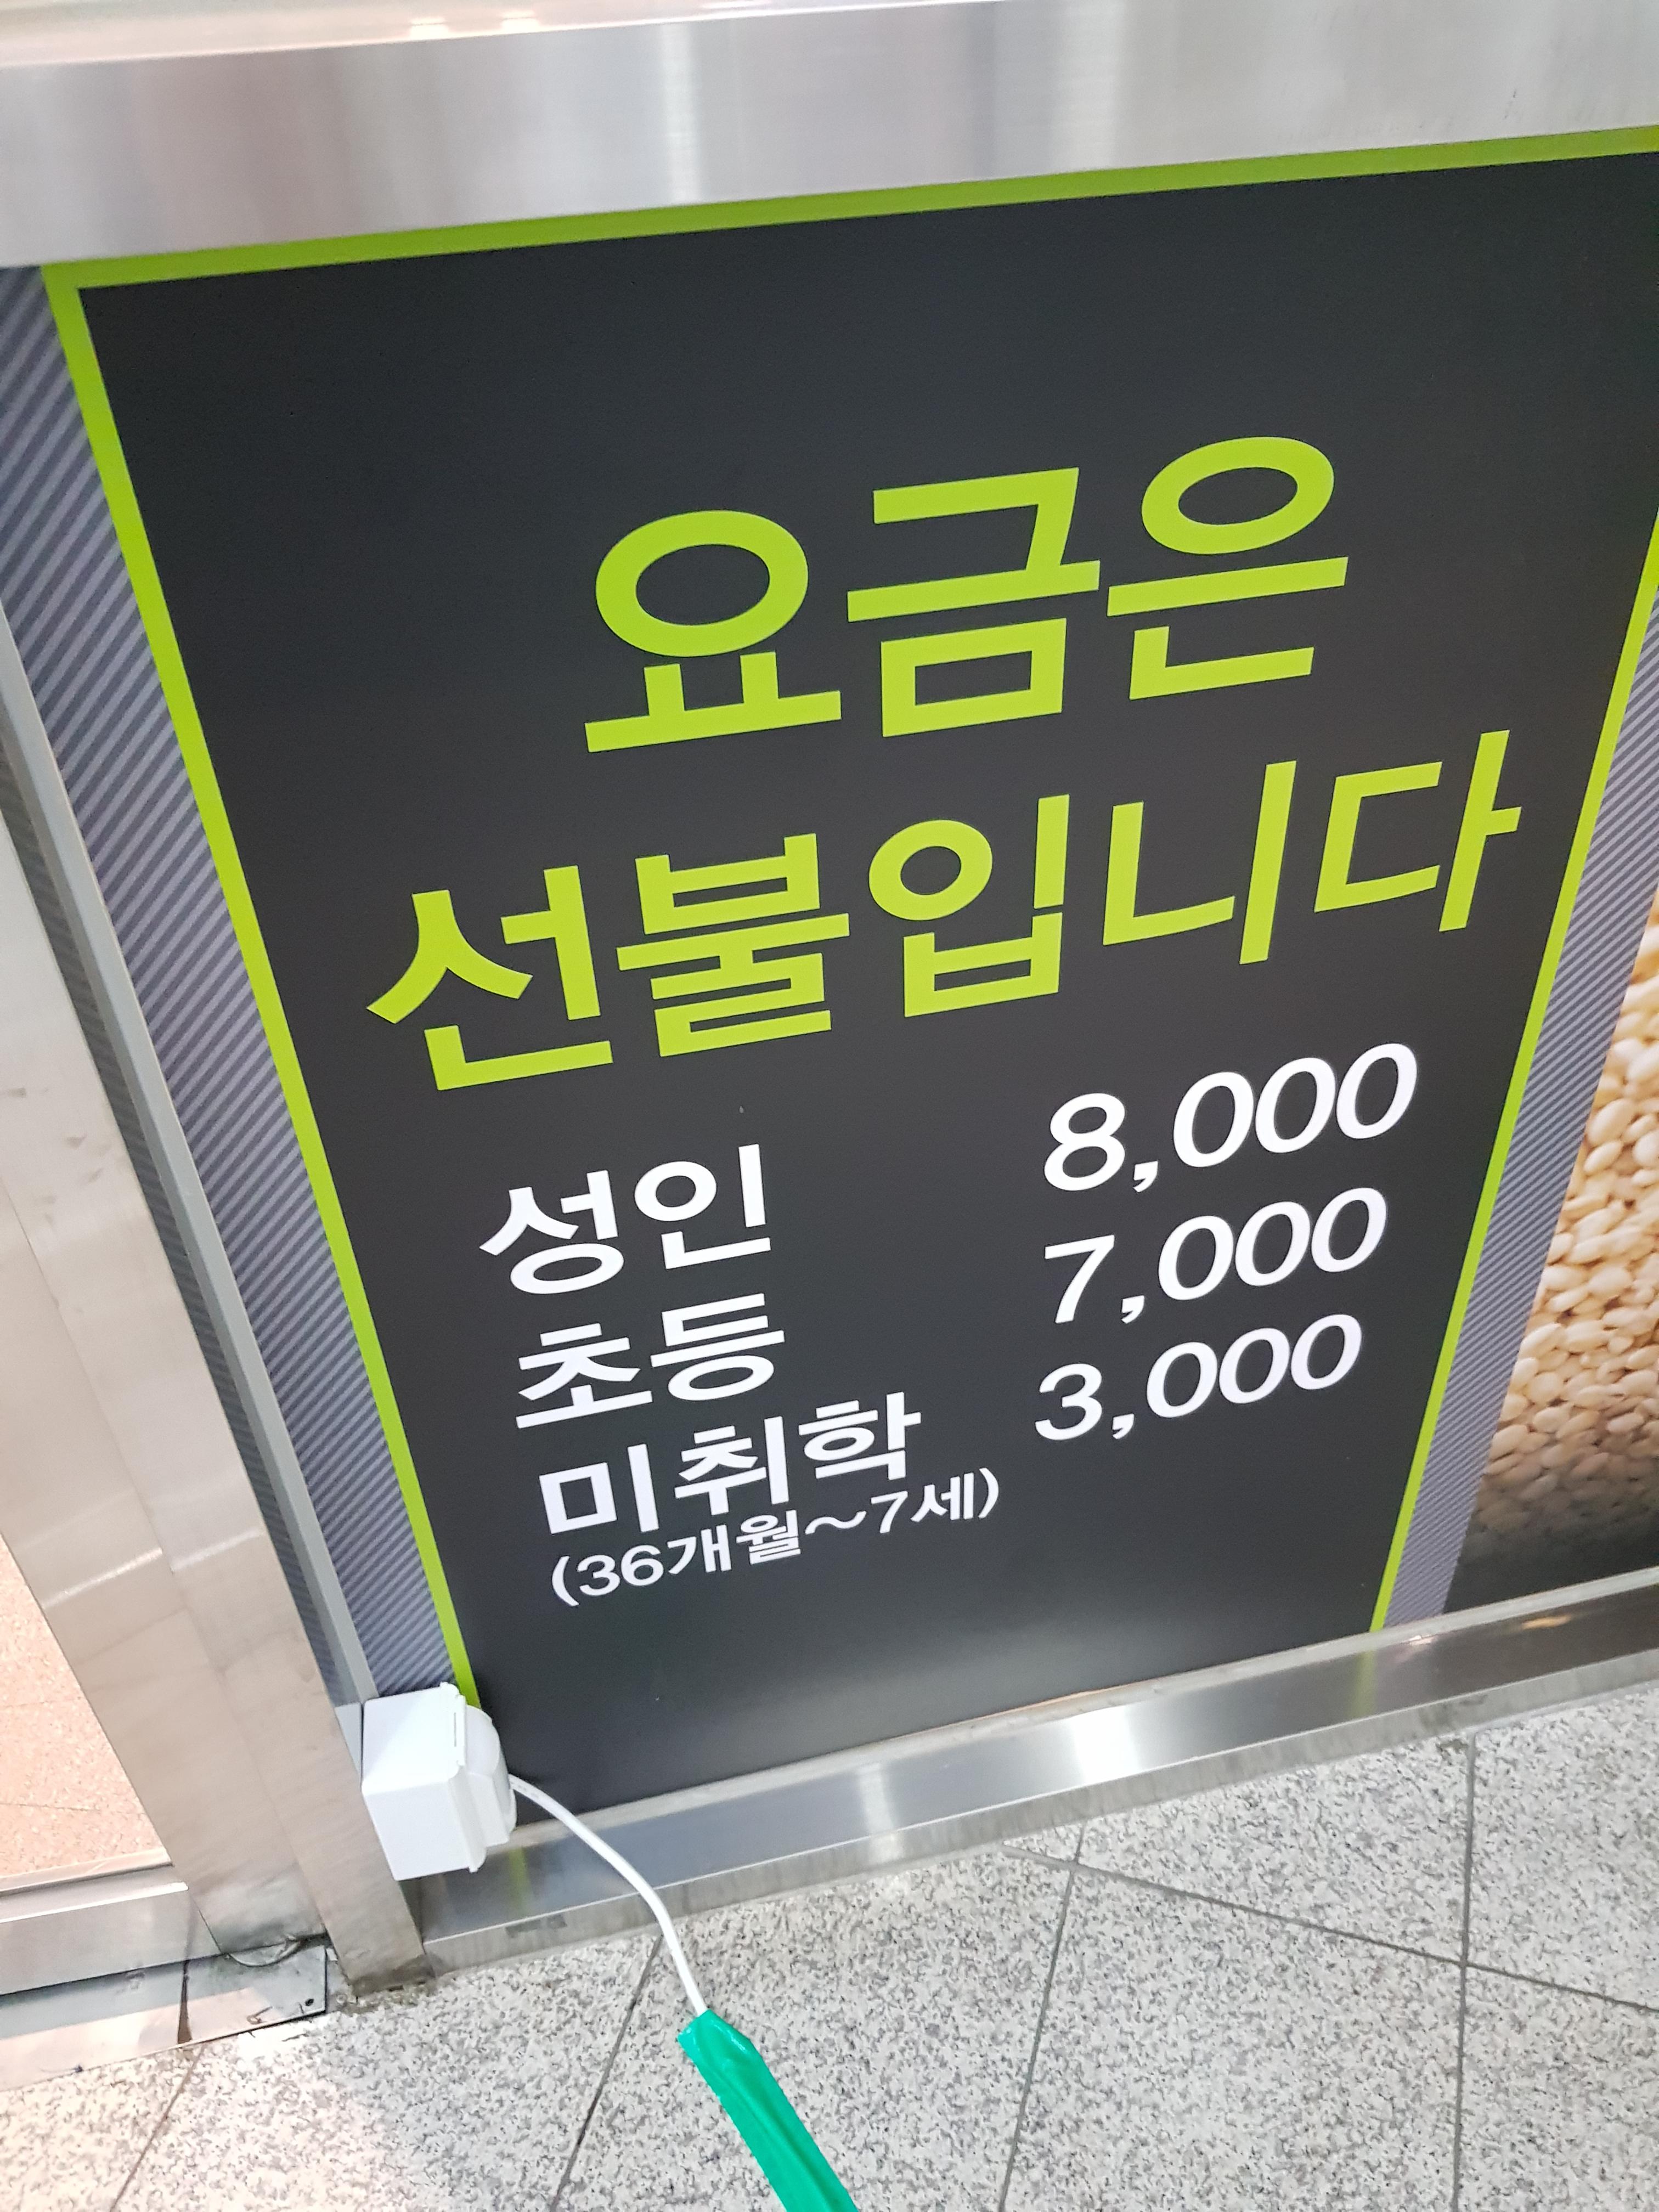 요금은
선불입니다
성인 8,000
초등 7,000
미취학 3,000
(36개월~7세)